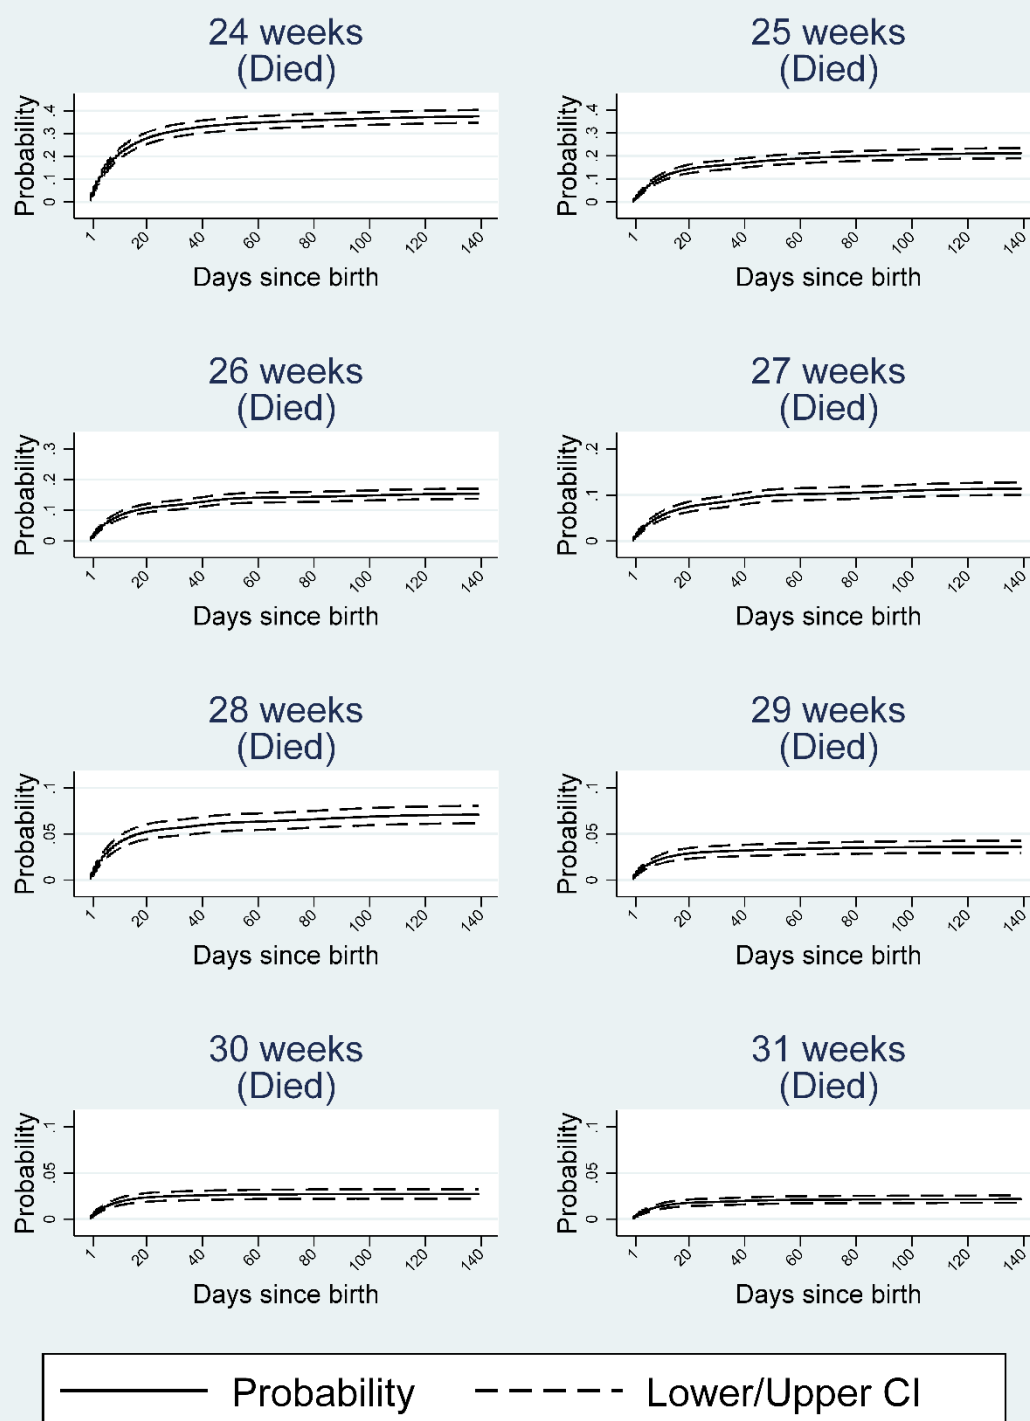 24 weeks
(Died)
Probability
.4
.3
.2
.1
0
1 20 40 60 80 100 120 140
Days since birth
25 weeks
(Died)
Probability
.4
.3
.2
.1
0
1 20 40 60 80 100 120 140
Days since birth
26 weeks
(Died)
Probability
.3
.2
.1
0
1 20 40 60 80 100 120 140
Days since birth
27 weeks
(Died)
Probability
.2
.1
0
1 20 40 60 80 100 120 140
Days since birth
28 weeks
(Died)
Probability
.1
.05
0
1 20 40 60 80 100 120 140
Days since birth
29 weeks
(Died)
Probability
.1
.05
0
1 20 40 60 80 100 120 140
Days since birth
30 weeks
(Died)
Probability
.1
.05
0
1 20 40 60 80 100 120 140
Days since birth
31 weeks
(Died)
Probability
.1
.05
0
1 20 40 60 80 100 120 140
Days since birth
Probability Lower/Upper CI